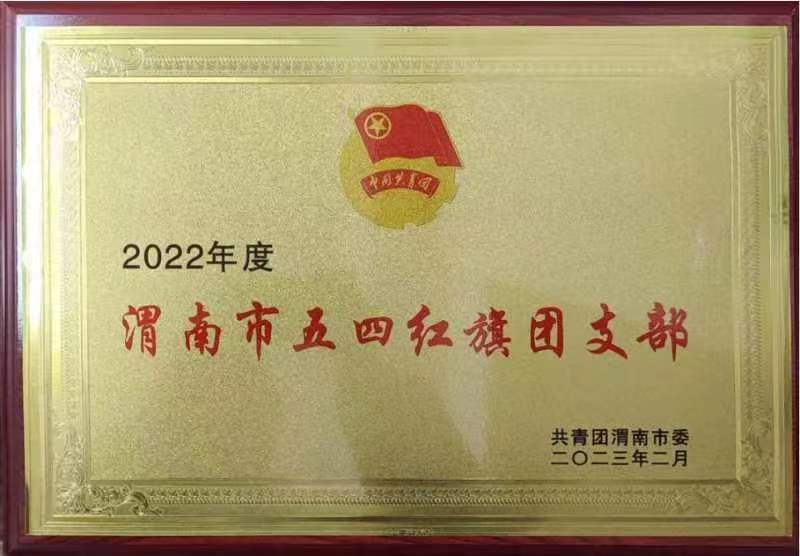 中国共青团
2022年度
渭南市五四红旗团支部
共青团渭南市委
二〇二三年二月